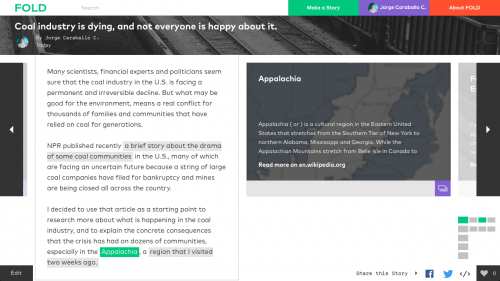 FOLD
Search
Make a Story
Jorge Caraballo C.
About FOLD
Coal industry is dying, and not everyone is happy about it.
By Jorge Caraballo C.
Today
Many scientists, financial experts and politicians seem
sure that the coal industry in the U.S. is facing a
permanent and irreversible decline. But what may be
good for the environment, means a real conflict for
thousands of families and communities that have
relied on coal for generations.
NPR published recently a brief story about the drama
of some coal communities in the U.S., many of which
are facing an uncertain future because a string of large
coal companies have filed for bankruptcy and mines
are being closed all across the country.
I decided to use that article as a starting point to
research more about what is happening in the coal
industry, and to explain the concrete consequences
that the crisis has had on dozens of communities,
especially in the Appalachia, a region that I visited
two weeks ago.
Appalachia
Appalachia ( or ) is a cultural region in the Eastern United
States that stretches from the Southern Tier of New York to
northern Alabama, Mississippi and Georgia. While the
Appalachian Mountains stretch from Belle Isle in Canada to
Read more on en.wikipedia.org
Edit
Share this Story
</>
0